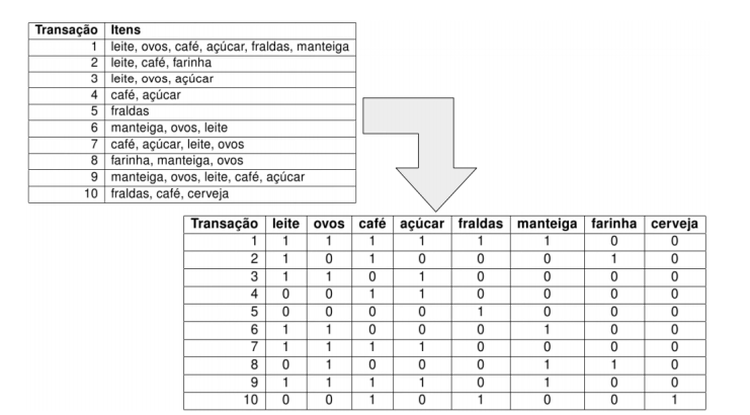 Transação Itens
1 leite, ovos, café, açúcar, fraldas, manteiga
2 leite, café, farinha
3 leite, ovos, açúcar
4 café, açúcar
5 fraldas
6 manteiga, ovos, leite
7 café, açúcar, leite, ovos
8 farinha, manteiga, ovos
9 manteiga, ovos, leite, café, açúcar
10 fraldas, café, cerveja
Transação leite ovos café açúcar fraldas manteiga farinha cerveja
1 1 1 1 1 1 1 0 0
2 1 0 1 0 0 0 1 0
3 1 1 0 1 0 0 0 0
4 0 0 1 1 0 0 0 0
5 0 0 0 0 1 0 0 0
6 1 1 0 0 0 1 0 0
7 1 1 1 1 0 0 0 0
8 0 1 0 0 0 1 1 0
9 1 1 1 1 0 1 0 0
10 0 0 1 0 1 0 0 1